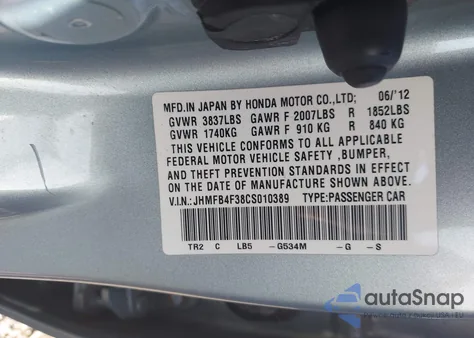 MFD.IN JAPAN BY HONDA MOTOR CO.,LTD; 06/'12
GVWR 3837LBS GAWR F 2007LBS R 1852LBS
GVWR 1740KG GAWR F 910 KG R 840 KG
THIS VEHICLE CONFORMS TO ALL APPLICABLE
FEDERAL MOTOR VEHICLE SAFETY ,BUMPER,
AND THEFT PREVENTION STANDARDS IN EFFECT
ON THE DATE OF MANUFACTURE SHOWN ABOVE.
V.I.N.: JHMFB4F38CS010389 TYPE:PASSENGER CAR
TR2 C LB5 -G534M -G -S
autaSnap